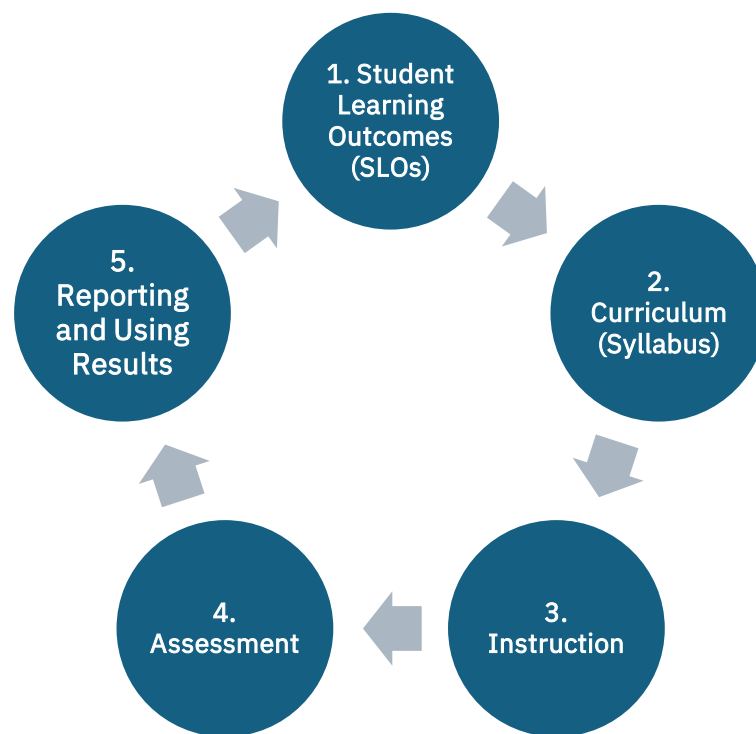 1. Student
Learning
Outcomes
(SLOs)
2.
Curriculum
(Syllabus)
3.
Instruction
4.
Assessment
5.
Reporting
and Using
Results